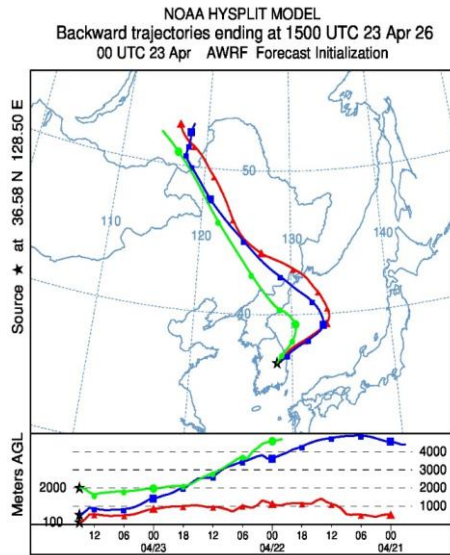 NOAA HYSPLIT MODEL
Backward trajectories ending at 1500 UTC 23 Apr 26
00 UTC 23 Apr AWRF Forecast Initialization
Source ★ at 36.58 N 128.50 E
50
110
120
130
140
40
Meters AGL
4000
3000
2000
2000
1000
100
12 06 00 18 12 06 00 18 12 06 00
04/23 04/22 04/21